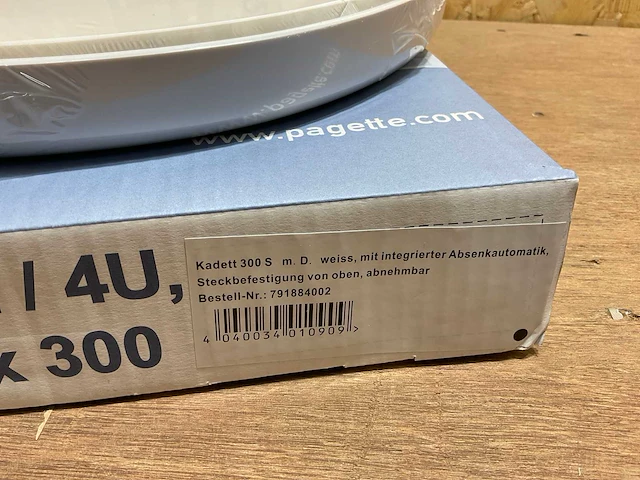 www.pagette.com
/ 4U,
x 300
Kadett 300 S m. D. weiss, mit integrierter Absenkautomatik,
Steckbefestigung von oben, abnehmbar
Bestell-Nr.: 791884002
4 040034 010909 >